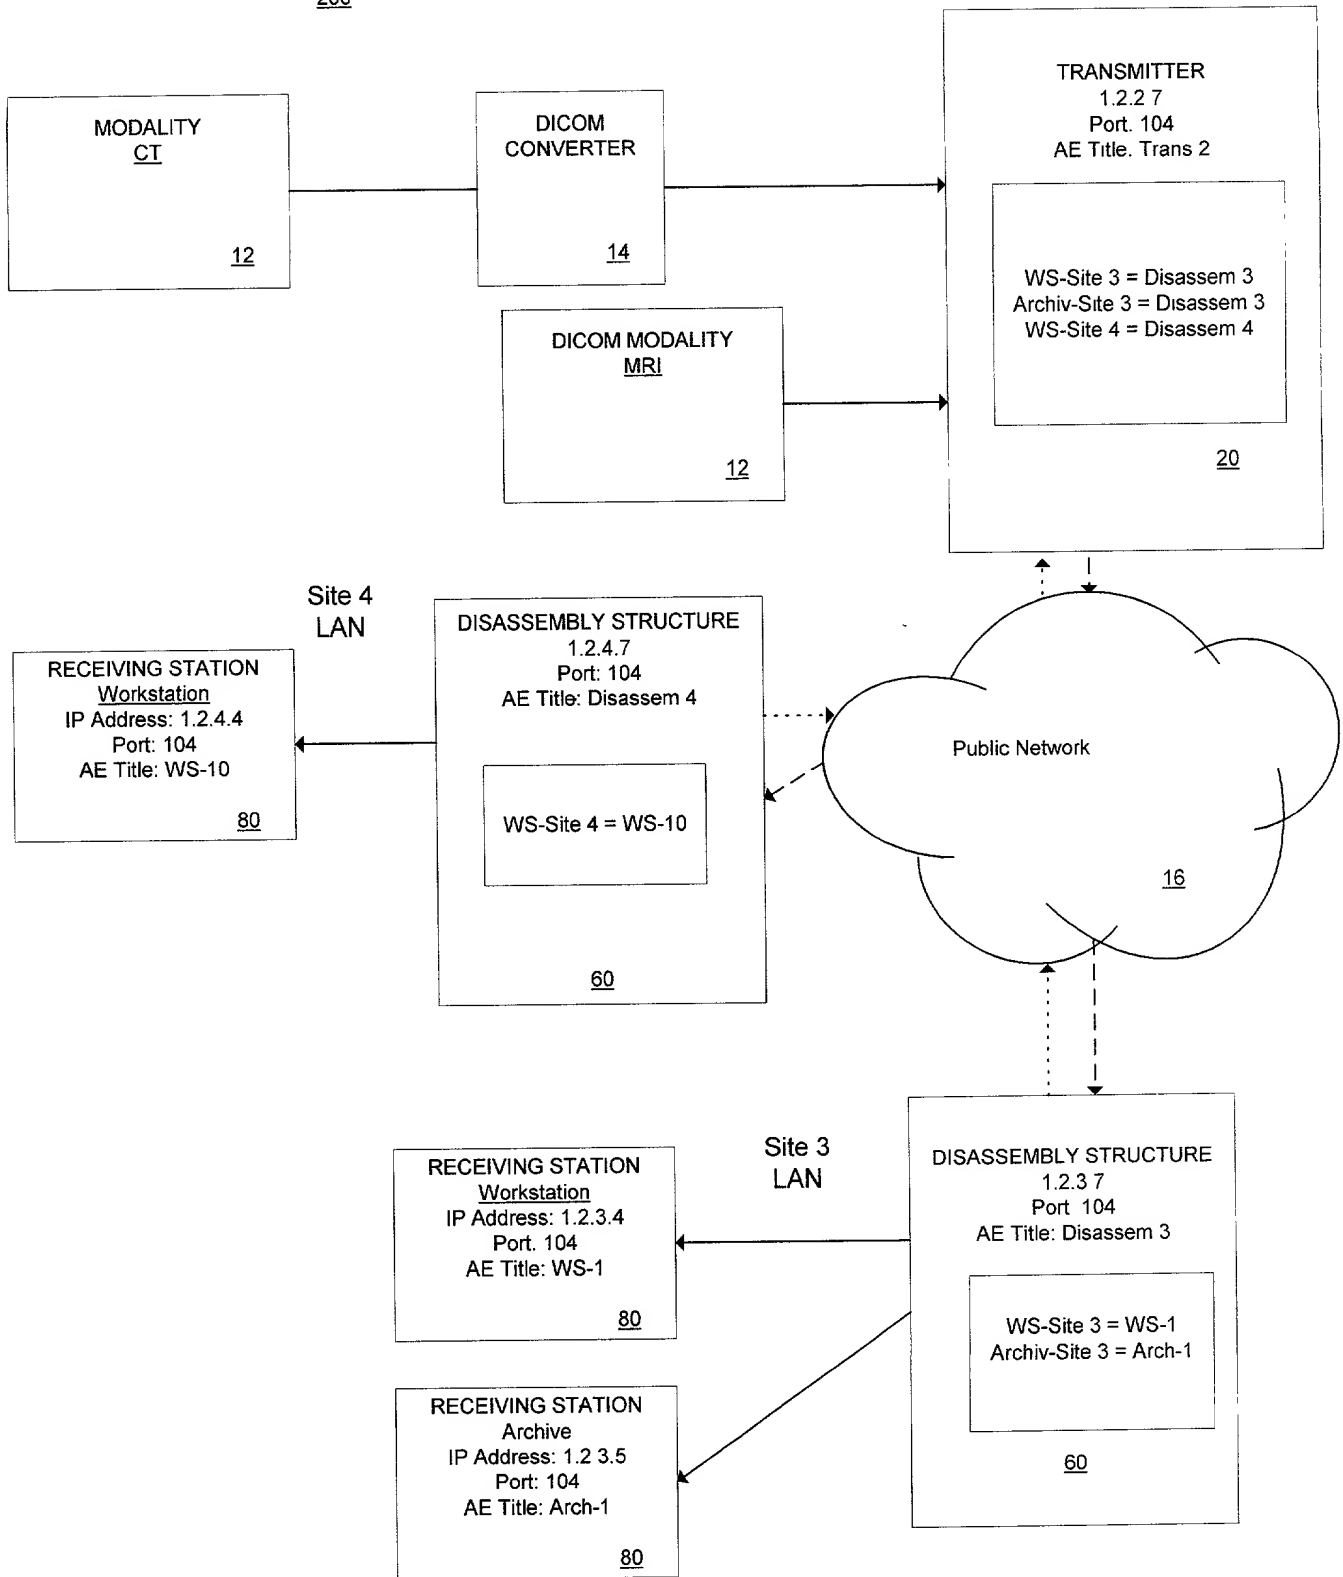 MODALITY
CT
12
DICOM
CONVERTER
14
DICOM MODALITY
MRI
12
TRANSMITTER
1.2.2 7
Port. 104
AE Title. Trans 2
WS-Site 3 = Disassem 3
Archiv-Site 3 = Disassem 3
WS-Site 4 = Disassem 4
20
Site 4
LAN
RECEIVING STATION
Workstation
IP Address: 1.2.4.4
Port: 104
AE Title: WS-10
80
DISASSEMBLY STRUCTURE
1.2.4.7
Port: 104
AE Title: Disassem 4
WS-Site 4 = WS-10
60
Public Network
16
Site 3
LAN
RECEIVING STATION
Workstation
IP Address: 1.2.3.4
Port. 104
AE Title: WS-1
80
RECEIVING STATION
Archive
IP Address: 1.2 3.5
Port: 104
AE Title: Arch-1
80
DISASSEMBLY STRUCTURE
1.2.3 7
Port 104
AE Title: Disassem 3
WS-Site 3 = WS-1
Archiv-Site 3 = Arch-1
60